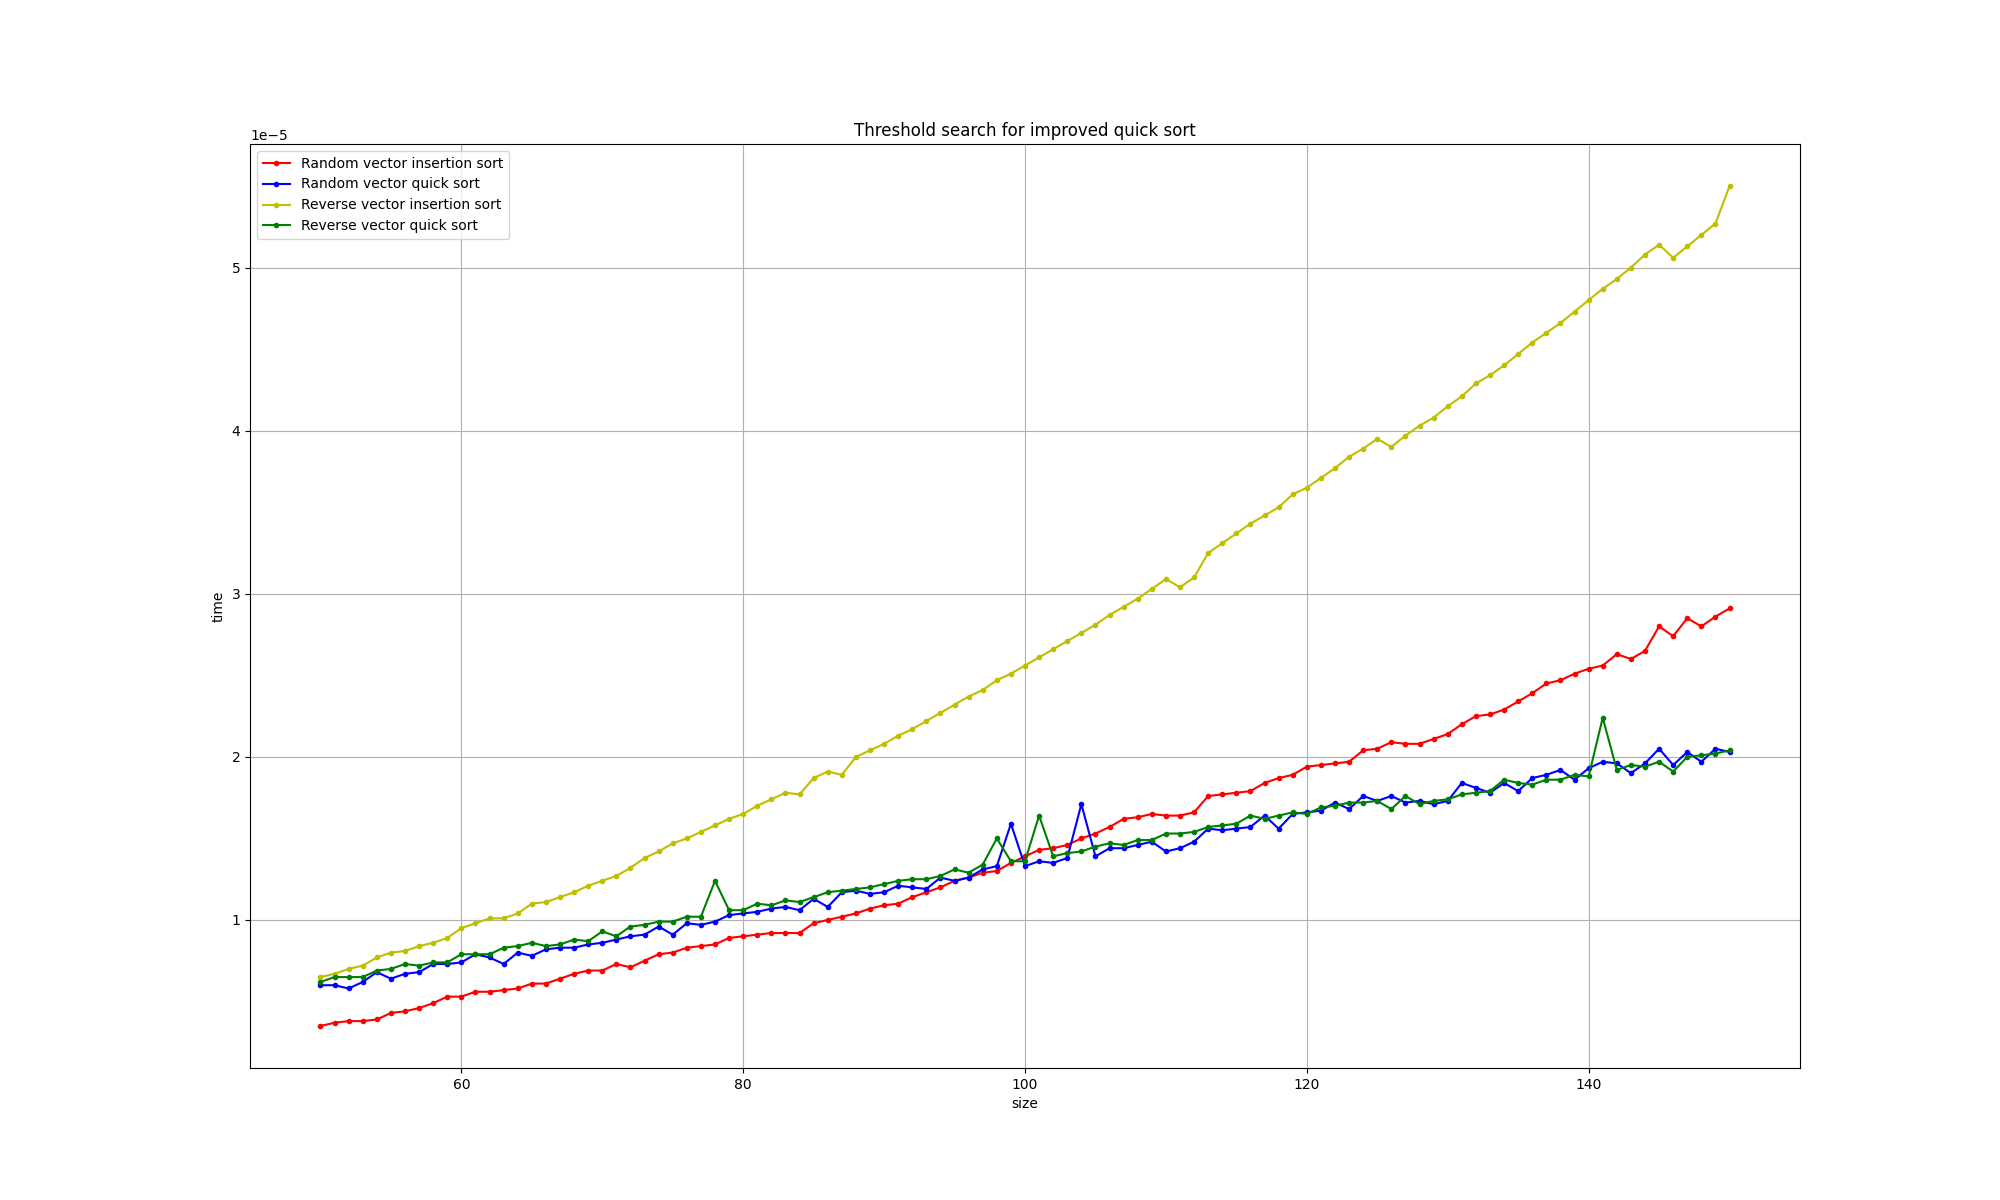 Threshold search for improved quick sort
1e−5
Random vector insertion sort
Random vector quick sort
Reverse vector insertion sort
Reverse vector quick sort
5
4
3
2
1
time
60 80 100 120 140
size